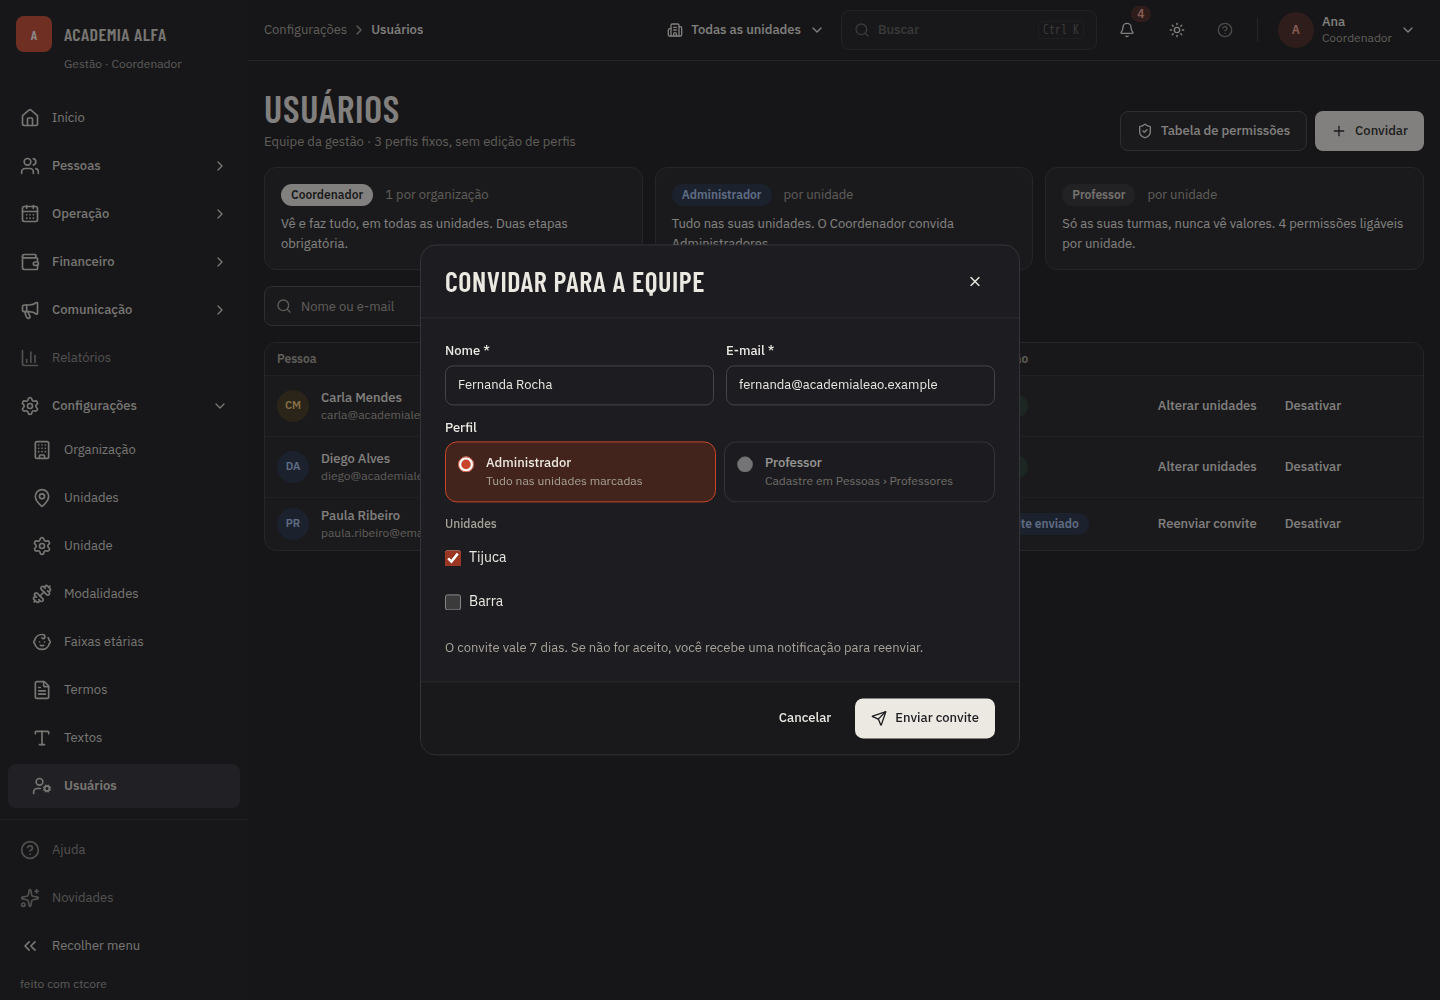 A
ACADEMIA ALFA
Gestão · Coordenador
Início
Pessoas
Operação
Financeiro
Comunicação
Relatórios
Configurações
Organização
Unidades
Unidade
Modalidades
Faixas etárias
Termos
Textos
Usuários
Ajuda
Novidades
Recolher menu
feito com ctcore
Configurações > Usuários
Todas as unidades
Buscar
Ctrl K
4
A
Ana
Coordenador
USUÁRIOS
Equipe da gestão · 3 perfis fixos, sem edição de perfis
Tabela de permissões
Convidar
Coordenador 1 por organização
Vê e faz tudo, em todas as unidades. Duas etapas
obrigatória.
Administrador por unidade
Tudo nas suas unidades. O Coordenador convida
Administradores.
Professor por unidade
Só as suas turmas, nunca vê valores. 4 permissões ligáveis
por unidade.
Nome ou e-mail
Pessoa
CM
Carla Mendes
Alterar unidades
Desativar
DA
Diego Alves
Alterar unidades
Desativar
PR
Paula Ribeiro
enviado
Reenviar convite
Desativar
CONVIDAR PARA A EQUIPE
Nome *
E-mail *
Fernanda Rocha
fernanda@academialeao.example
Perfil
Administrador
Tudo nas unidades marcadas
Professor
Cadastre em Pessoas › Professores
Unidades
Tijuca
Barra
O convite vale 7 dias. Se não for aceito, você recebe uma notificação para reenviar.
Cancelar
Enviar convite